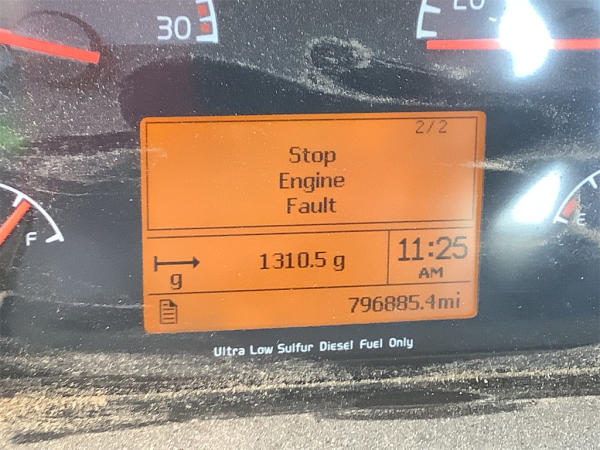 30
20
2/2
Stop
Engine
Fault
F
E
g
1310.5 g
11:25
AM
796885.4mi
Ultra Low Sulfur Diesel Fuel Only